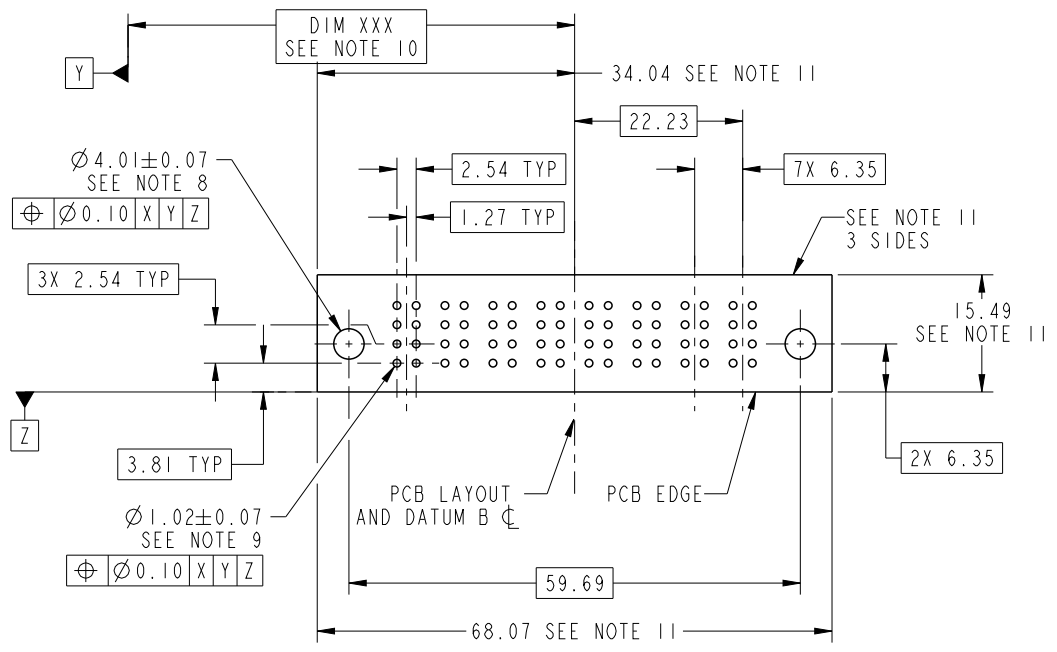 DIM XXX
SEE NOTE 10
Y
34.04 SEE NOTE 11
22.23
Ø4.01±0.07
SEE NOTE 8
⌖ Ø0.10 X Y Z
2.54 TYP
7X 6.35
1.27 TYP
SEE NOTE 11
3 SIDES
3X 2.54 TYP
15.49
SEE NOTE 11
Z
3.81 TYP
2X 6.35
PCB LAYOUT
AND DATUM B ℄
PCB EDGE
Ø1.02±0.07
SEE NOTE 9
⌖ Ø0.10 X Y Z
59.69
68.07 SEE NOTE 11